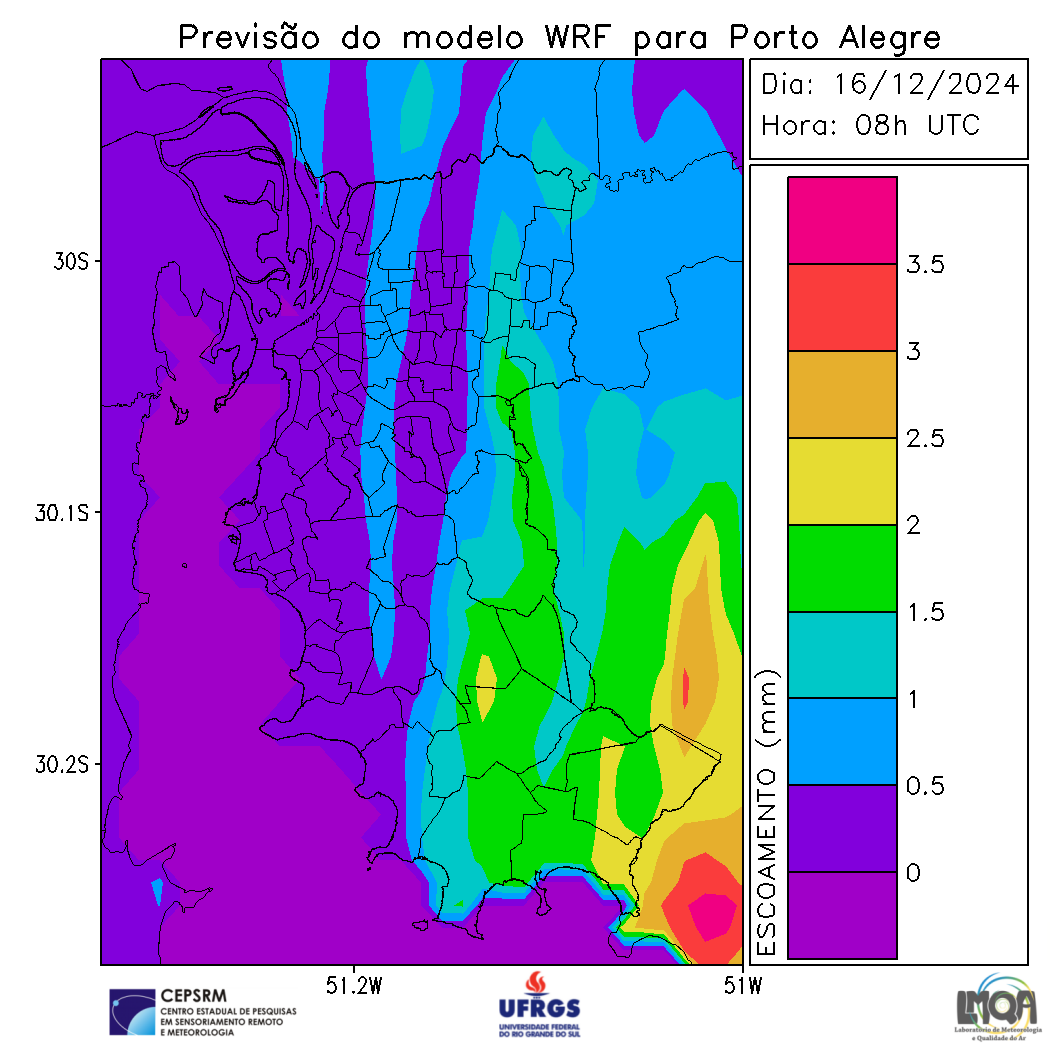 Previsão do modelo WRF para Porto Alegre
Dia: 16/12/2024
Hora: 08h UTC
30S
30.1S
30.2S
51.2W
51W
ESCOAMENTO (mm)
3.5
3
2.5
2
1.5
1
0.5
0
CEPSRM
CENTRO ESTADUAL DE PESQUISAS
EM SENSORIAMENTO REMOTO
E METEOROLOGIA
UFRGS
UNIVERSIDADE FEDERAL
DO RIO GRANDE DO SUL
LMQA
Laboratório de Meteorologia
e Qualidade do Ar